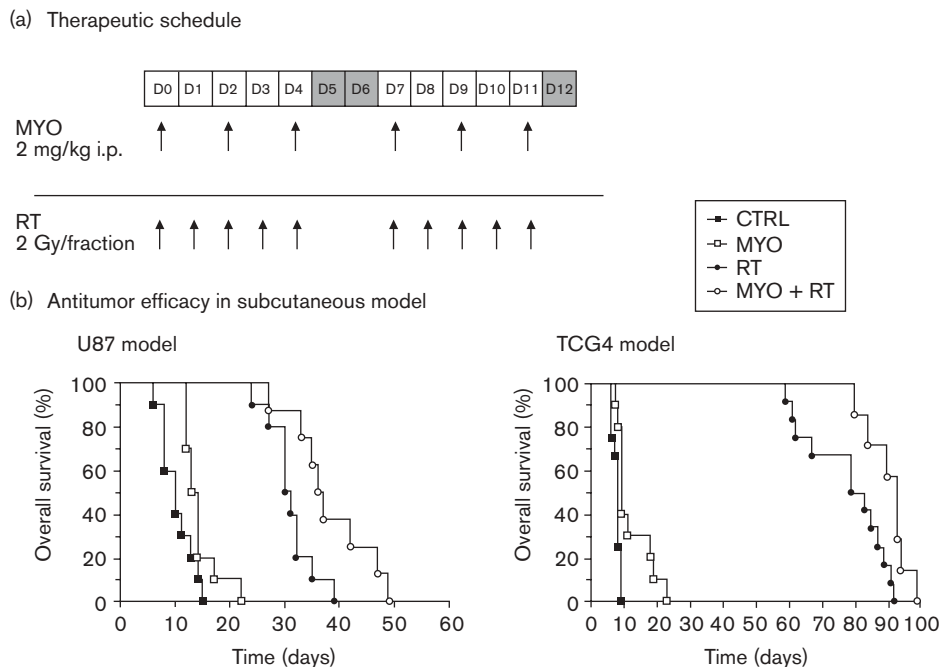 (a) Therapeutic schedule
D0 D1 D2 D3 D4 D5 D6 D7 D8 D9 D10 D11 D12
MYO
2 mg/kg i.p.
RT
2 Gy/fraction
CTRL
MYO
RT
MYO + RT
(b) Antitumor efficacy in subcutaneous model
U87 model
Overall survival (%)
100
80
60
40
20
0
0 10 20 30 40 50 60
Time (days)
TCG4 model
Overall survival (%)
100
80
60
40
20
0
0 10 20 30 40 50 60 70 80 90 100
Time (days)